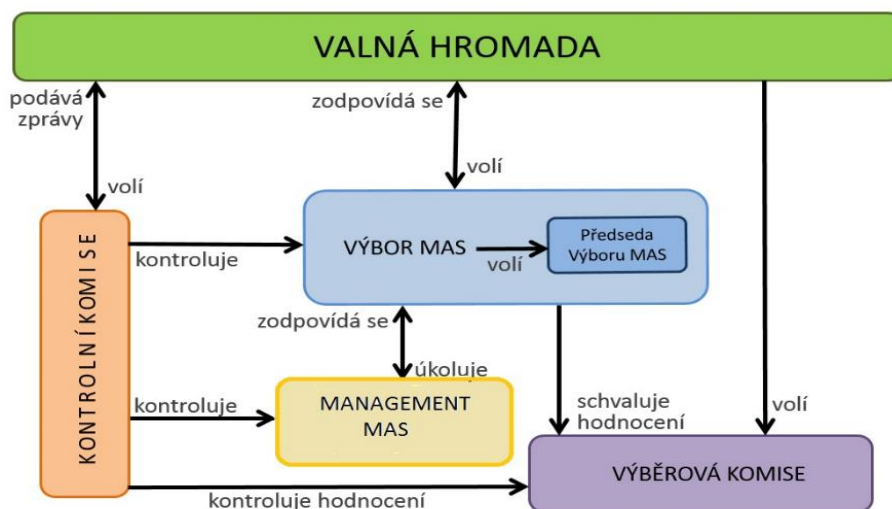 VALNÁ HROMADA
podává
zprávy
zodpovídá se
volí
volí
KONTROLNÍ KOMISE
kontroluje
VÝBOR MAS
volí
Předseda
Výboru MAS
zodpovídá se
úkoluje
kontroluje
MANAGEMENT
MAS
schvaluje
hodnocení
volí
kontroluje hodnocení
VÝBĚROVÁ KOMISE